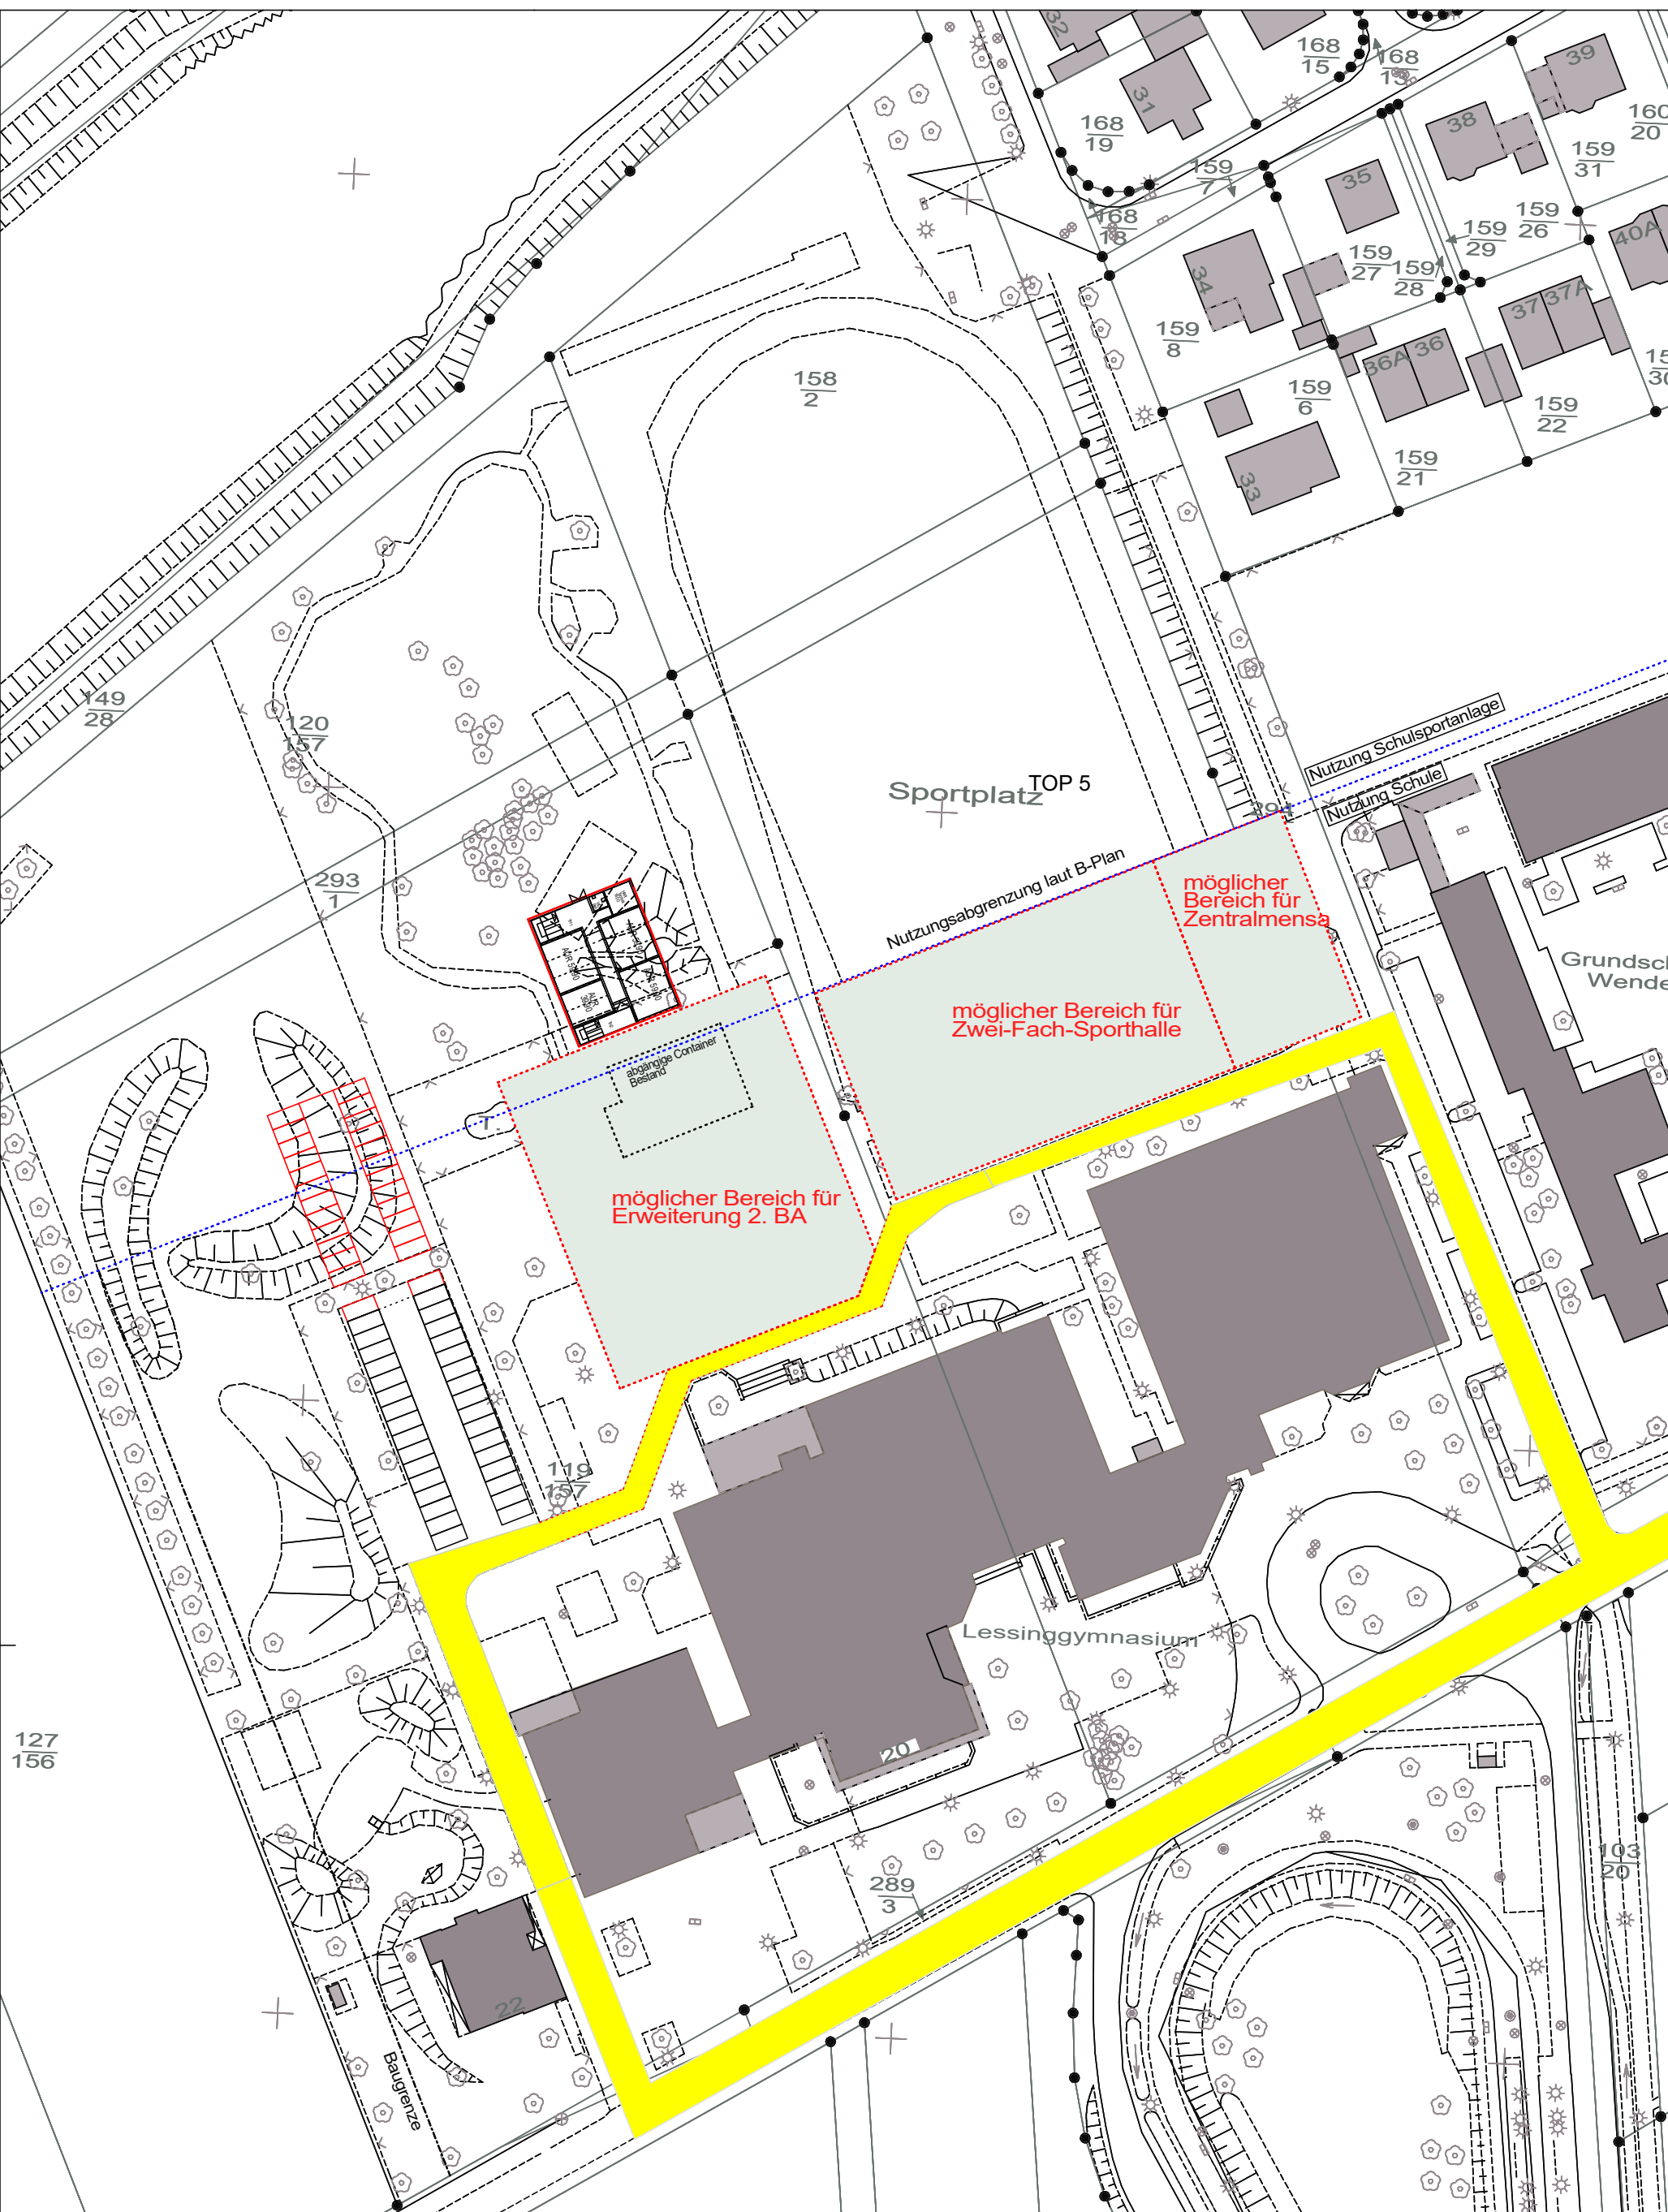 32
31
168
15
168
13
39
168
19
38
160
20
159
31
159
7
35
168
18
159
29
159
26
40A
34
159
27
159
28
37
37A
159
8
158
2
36A
36
159
6
159
22
159
21
33
149
28
120
157
Nutzung Schulsportanlage
Nutzung Schule
Sportplatz
TOP 5
293
1
Nutzungsabgrenzung laut B-Plan
möglicher
Bereich für
Zentralmensa
möglicher Bereich für
Zwei-Fach-Sporthalle
Wende
abgängige Container
Bestand
möglicher Bereich für
Erweiterung 2. BA
119
157
Lessinggymnasium
127
156
20
289
3
103
20
22
Baugrenze